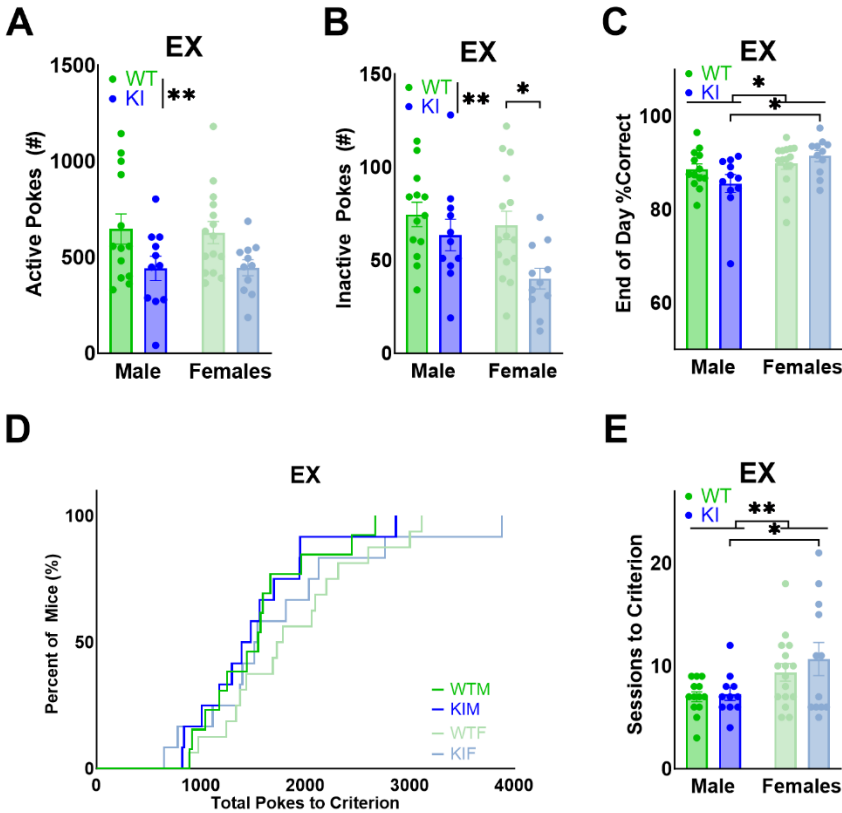 A
EX
1500
1000
500
0
Active Pokes (#)
WT
KI
**
Male
Females
B
EX
150
100
50
0
Inactive Pokes (#)
WT
KI
**
*
Male
Female
C
EX
100
80
60
End of Day %Correct
WT
KI
*
*
Male
Females
D
EX
100
50
0
Percent of Mice (%)
WTM
KIM
WTF
KIF
0
1000
2000
3000
4000
Total Pokes to Criterion
E
EX
20
10
0
Sessions to Criterion
WT
KI
**
*
Male
Females